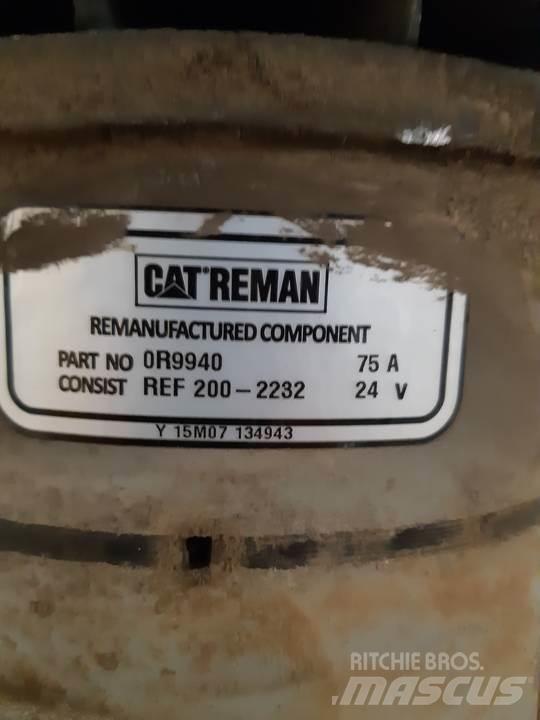 CAT® REMAN
REMANUFACTURED COMPONENT
PART NO 0R9940 75 A
CONSIST REF 200-2232 24 V
Y 15M07 134943
RITCHIE BROS.
MASCUS